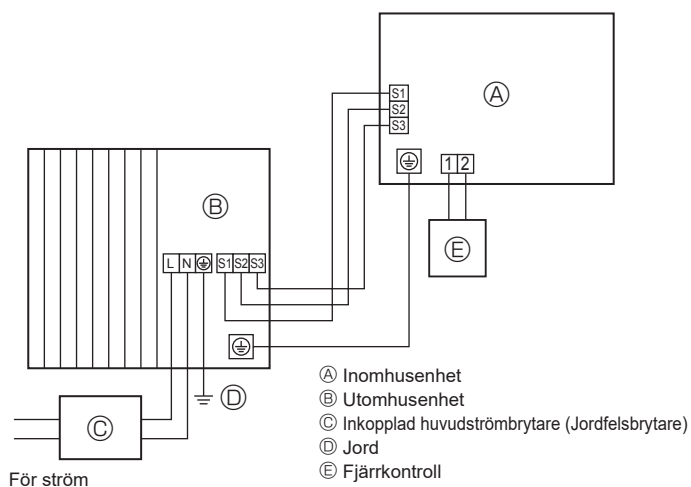 S1
S2
S3
Ⓐ
1 2
Ⓑ
L N S1 S2 S3
Ⓔ
Ⓒ
Ⓓ
För ström
Ⓐ Inomhusenhet
Ⓑ Utomhusenhet
Ⓒ Inkopplad huvudströmbrytare (Jordfelsbrytare)
Ⓓ Jord
Ⓔ Fjärrkontroll